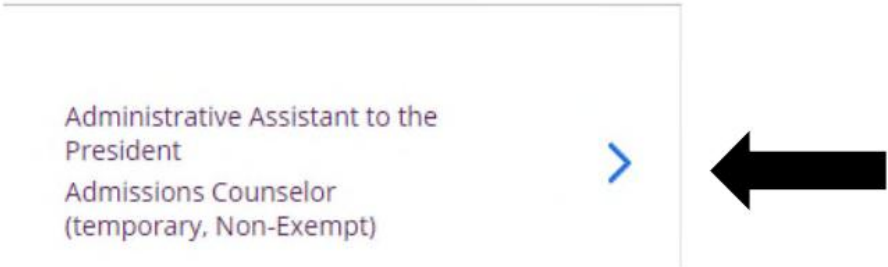 Administrative Assistant to the
President
Admissions Counselor
(temporary, Non-Exempt)